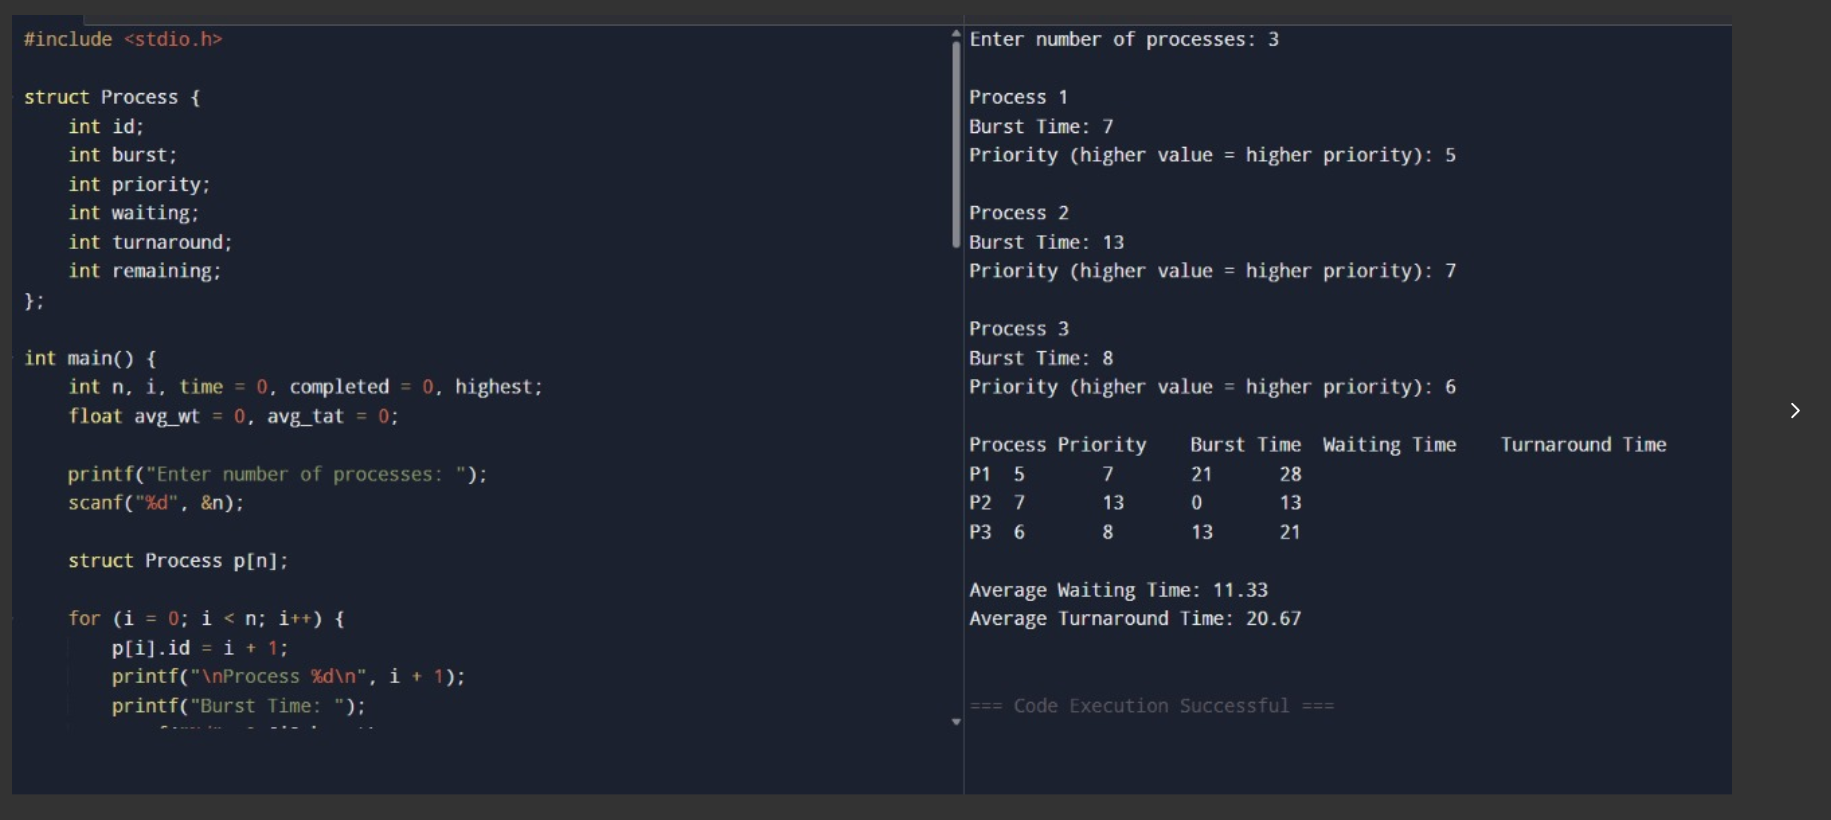 #include <stdio.h>
struct Process {
int id;
int burst;
int priority;
int waiting;
int turnaround;
int remaining;
};
int main() {
int n, i, time = 0, completed = 0, highest;
float avg_wt = 0, avg_tat = 0;
printf("Enter number of processes: ");
scanf("%d", &n);
struct Process p[n];
for (i = 0; i < n; i++) {
p[i].id = i + 1;
printf("\nProcess %d\n", i + 1);
printf("Burst Time: ");
Enter number of processes: 3
Process 1
Burst Time: 7
Priority (higher value = higher priority): 5
Process 2
Burst Time: 13
Priority (higher value = higher priority): 7
Process 3
Burst Time: 8
Priority (higher value = higher priority): 6
Process Priority Burst Time Waiting Time Turnaround Time
P1 5 7 21 28
P2 7 13 0 13
P3 6 8 13 21
Average Waiting Time: 11.33
Average Turnaround Time: 20.67
=== Code Execution Successful ===